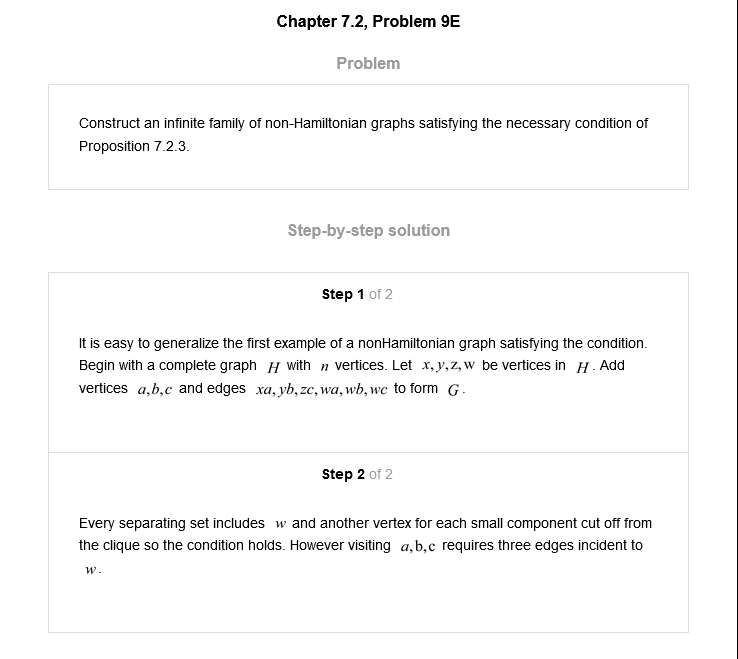 Chapter 7.2, Problem 9E
Problem
Construct an infinite family of non-Hamiltonian graphs satisfying the necessary condition of
Proposition 7.2.3.
Step-by-step solution
Step 1 of 2
It is easy to generalize the first example of a nonHamiltonian graph satisfying the condition.
Begin with a complete graph H with n vertices. Let x, y, z, w be vertices in H. Add
vertices a, b, c and edges xa, yb, zc, wa, wb, wc to form G.
Step 2 of 2
Every separating set includes w and another vertex for each small component cut off from
the clique so the condition holds. However visiting a, b, c requires three edges incident to
w.